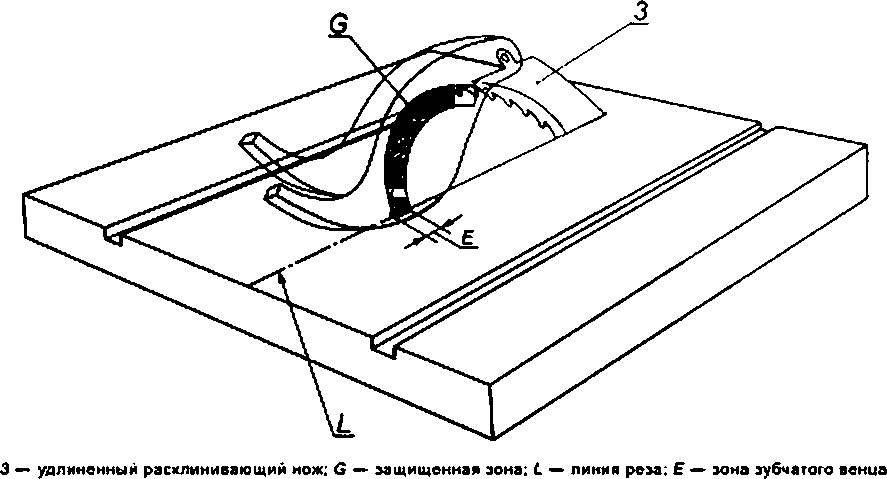 G
3
E
L
3 — удлиненный расклинивающий нож; G — защищенная зона; L — линия реза; E — зона зубчатого венца